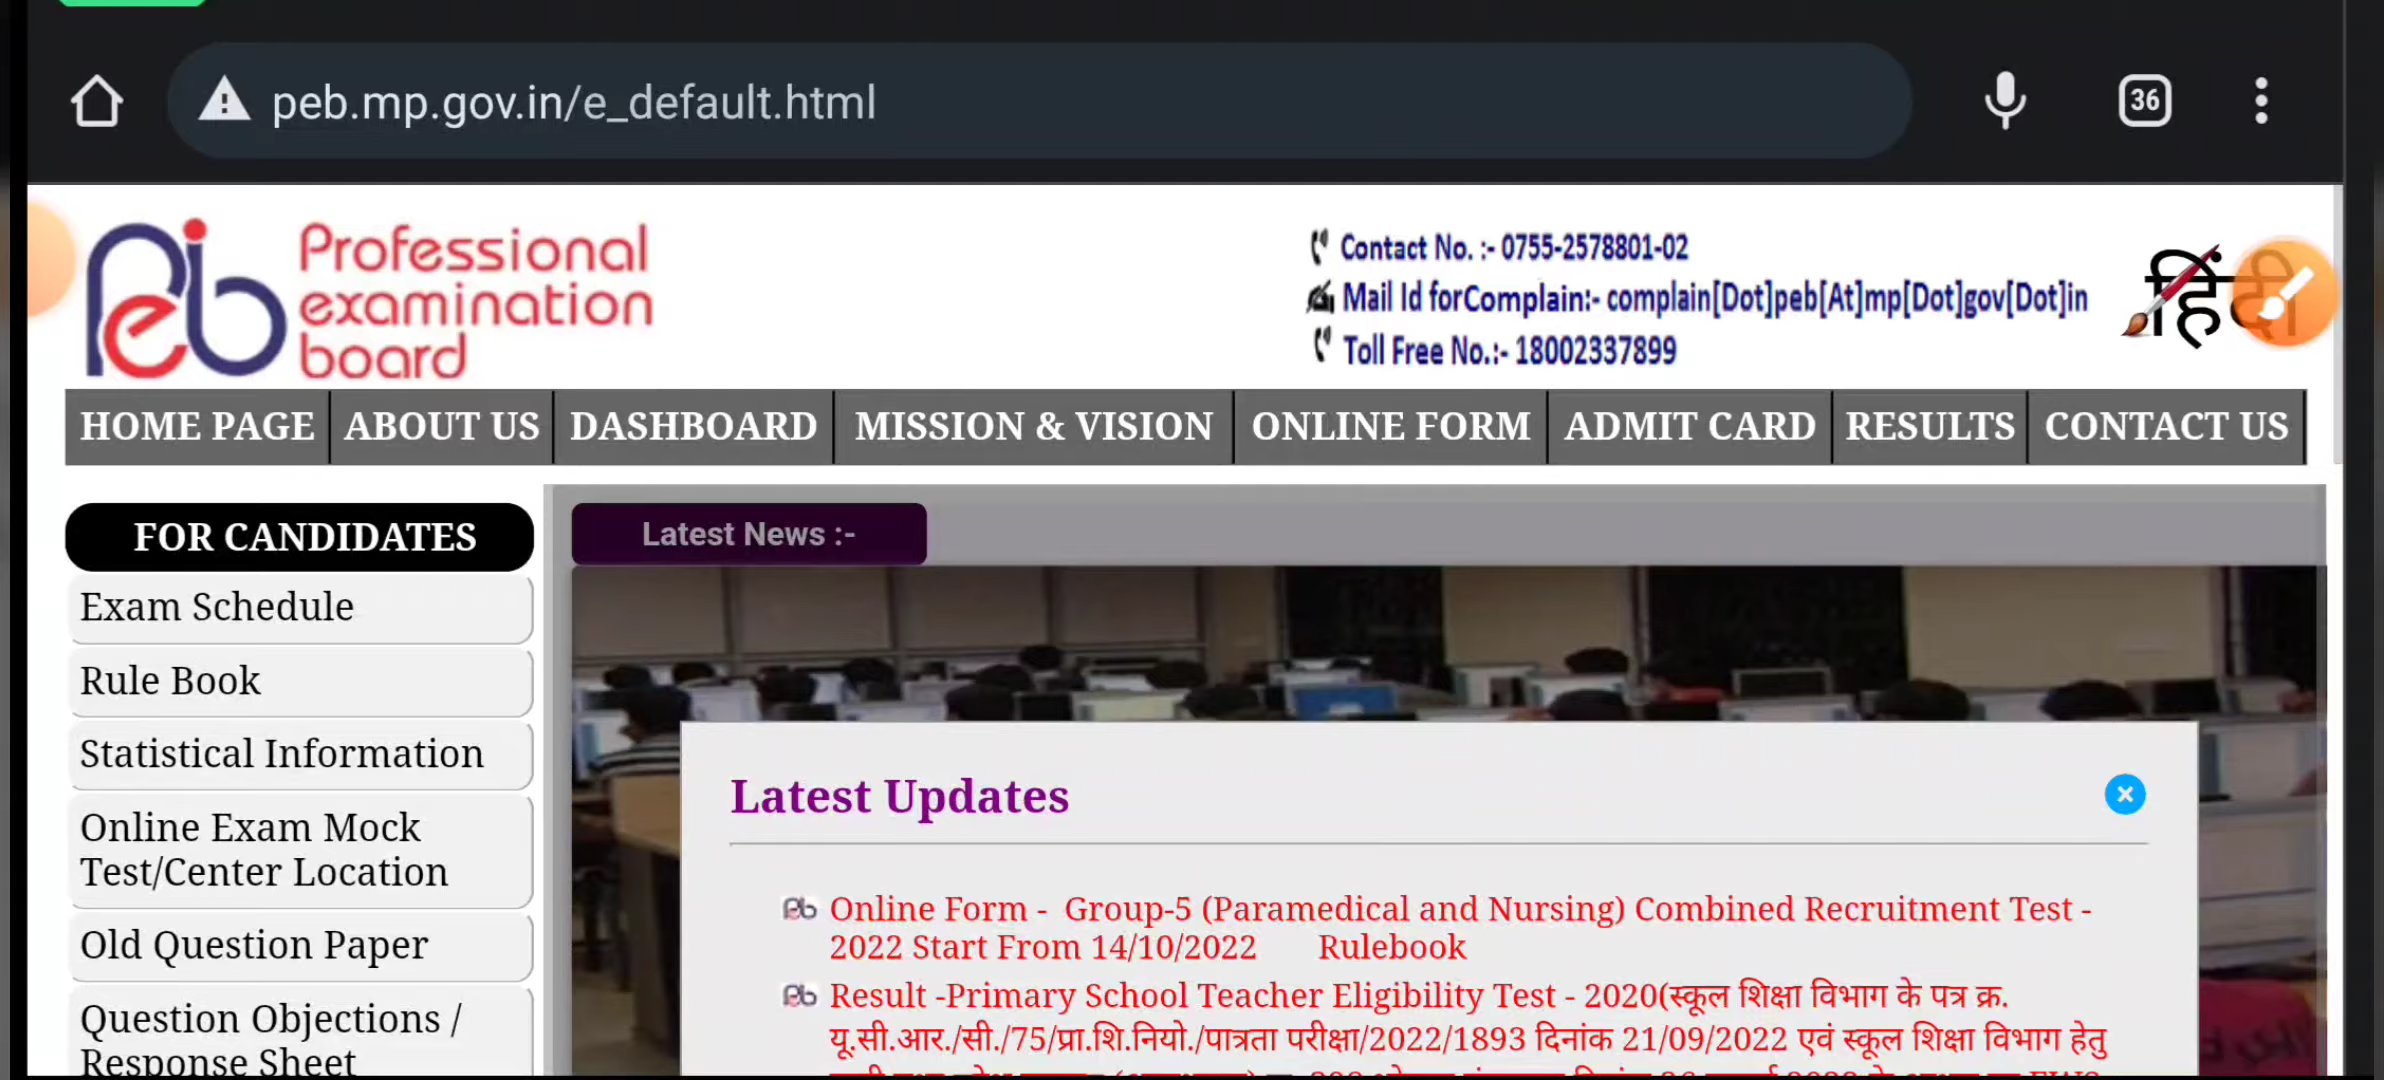 peb.mp.gov.in/e_default.html
36
Peb
Professional
examination
board
Contact No. :- 0755-2578801-02
Mail Id forComplain:- complain[Dot]peb[At]mp[Dot]gov[Dot]in
Toll Free No.:- 18002337899
हिंदी
HOME PAGE ABOUT US DASHBOARD MISSION & VISION ONLINE FORM ADMIT CARD RESULTS CONTACT US
FOR CANDIDATES
Exam Schedule
Rule Book
Statistical Information
Online Exam Mock
Test/Center Location
Old Question Paper
Question Objections /
Response Sheet
Latest News :-
Latest Updates
Online Form - Group-5 (Paramedical and Nursing) Combined Recruitment Test -
2022 Start From 14/10/2022 Rulebook
Result -Primary School Teacher Eligibility Test - 2020(स्कूल शिक्षा विभाग के पत्र क्र.
यू.सी.आर./सी./75/प्रा.शि.नियो./पात्रता परीक्षा/2022/1893 दिनांक 21/09/2022 एवं स्कूल शिक्षा विभाग हेतु